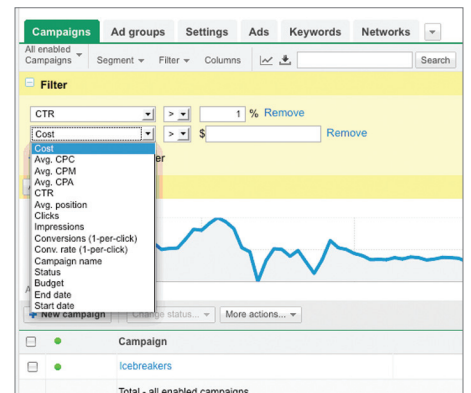 Campaigns Ad groups Settings Ads Keywords Networks
All enabled
Campaigns Segment Filter Columns Search
Filter
CTR > 1 % Remove
Cost > $ Remove
Cost
Avg. CPC
er
Avg. CPM
Avg. CPA
CTR
Avg. position
Clicks
Impressions
Conversions (1-per-click)
Conv. rate (1-per-click)
Campaign name
Status
Budget
End date
Start date
New campaign Change status... More actions...
Campaign
Icebreakers
Total - all enabled campaigns